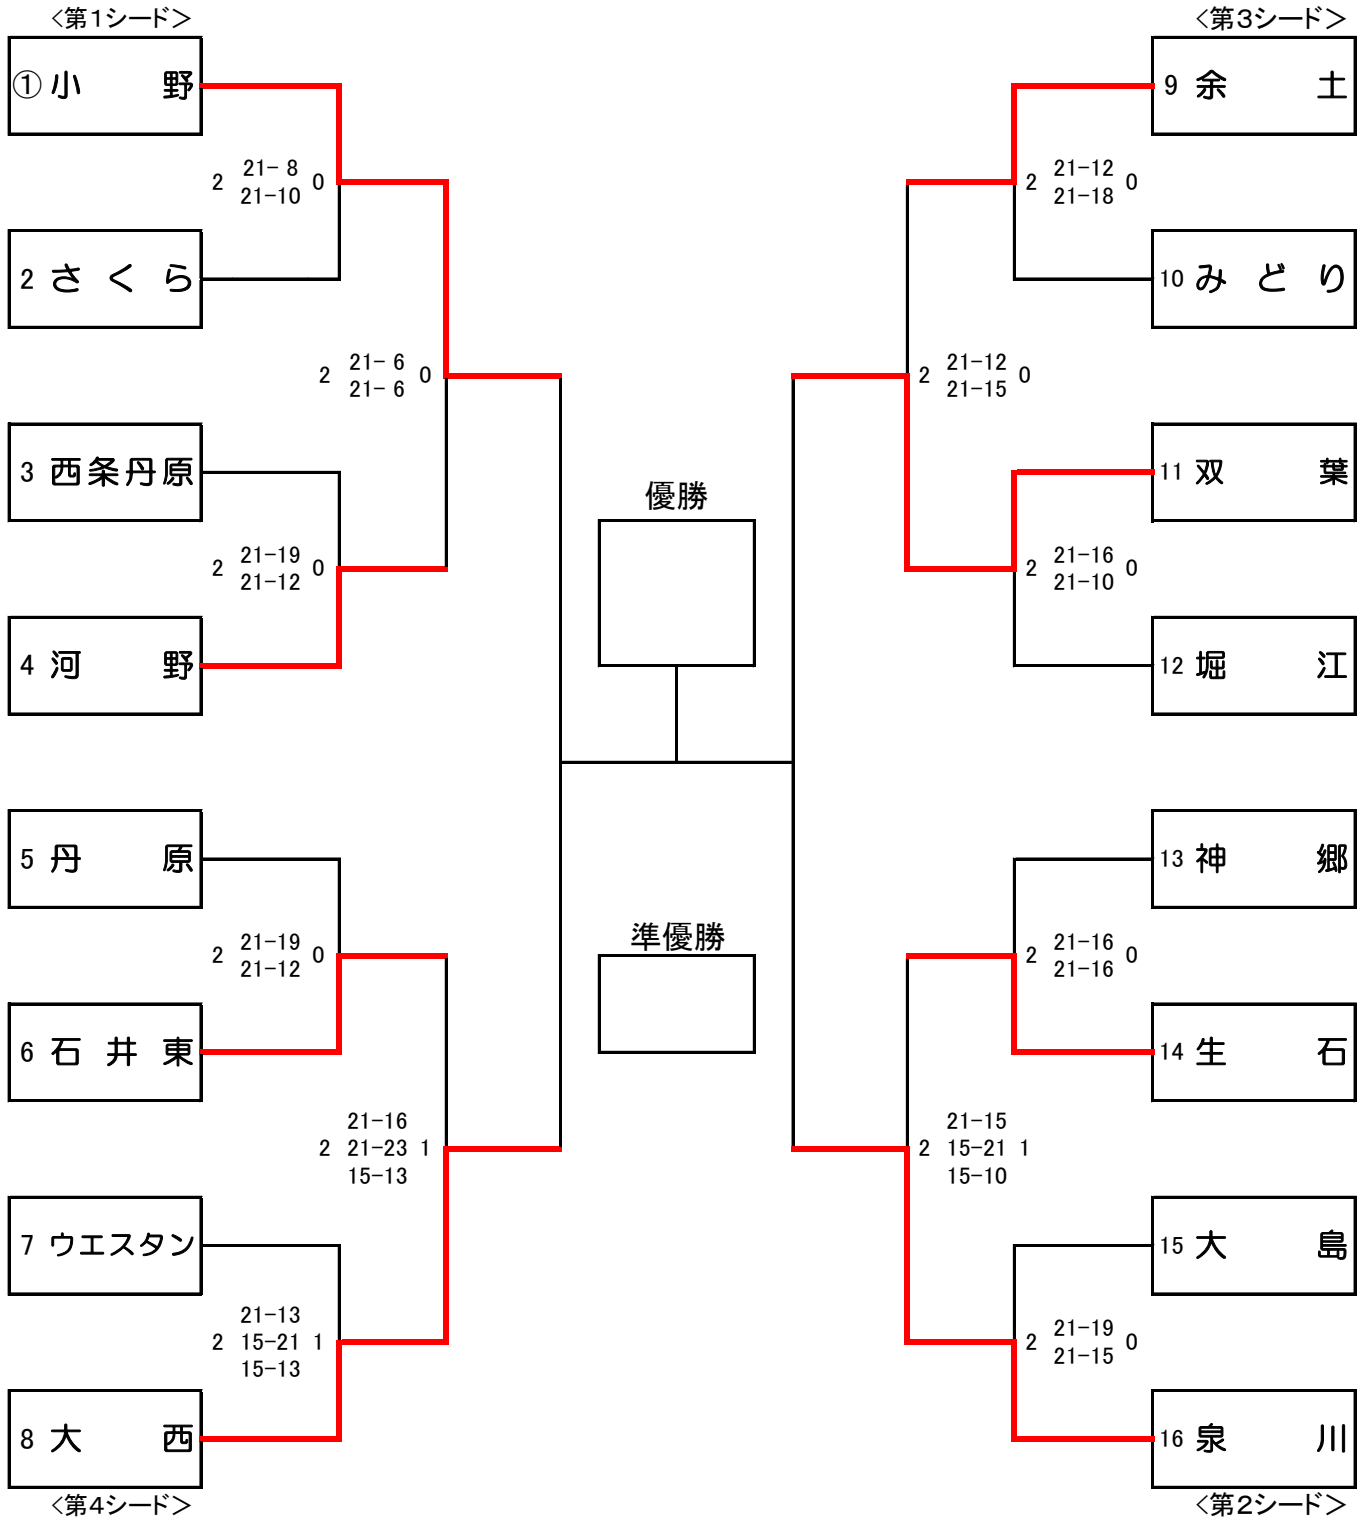 <第1シード>
① 小野
2 21- 8 0
21-10
2 さくら
2 21- 6 0
21- 6
3 西条丹原
2 21-19 0
21-12
4 河野
5 丹原
2 21-19 0
21-12
6 石井東
21-16
2 21-23 1
15-13
7 ウエスタン
21-13
2 15-21 1
15-13
8 大西
<第4シード>
優勝
準優勝
<第3シード>
9 余土
2 21-12 0
21-18
10 みどり
2 21-12 0
21-15
11 双葉
2 21-16 0
21-10
12 堀江
13 神郷
2 21-16 0
21-16
14 生石
21-15
2 15-21 1
15-10
15 大島
2 21-19 0
21-15
16 泉川
<第2シード>